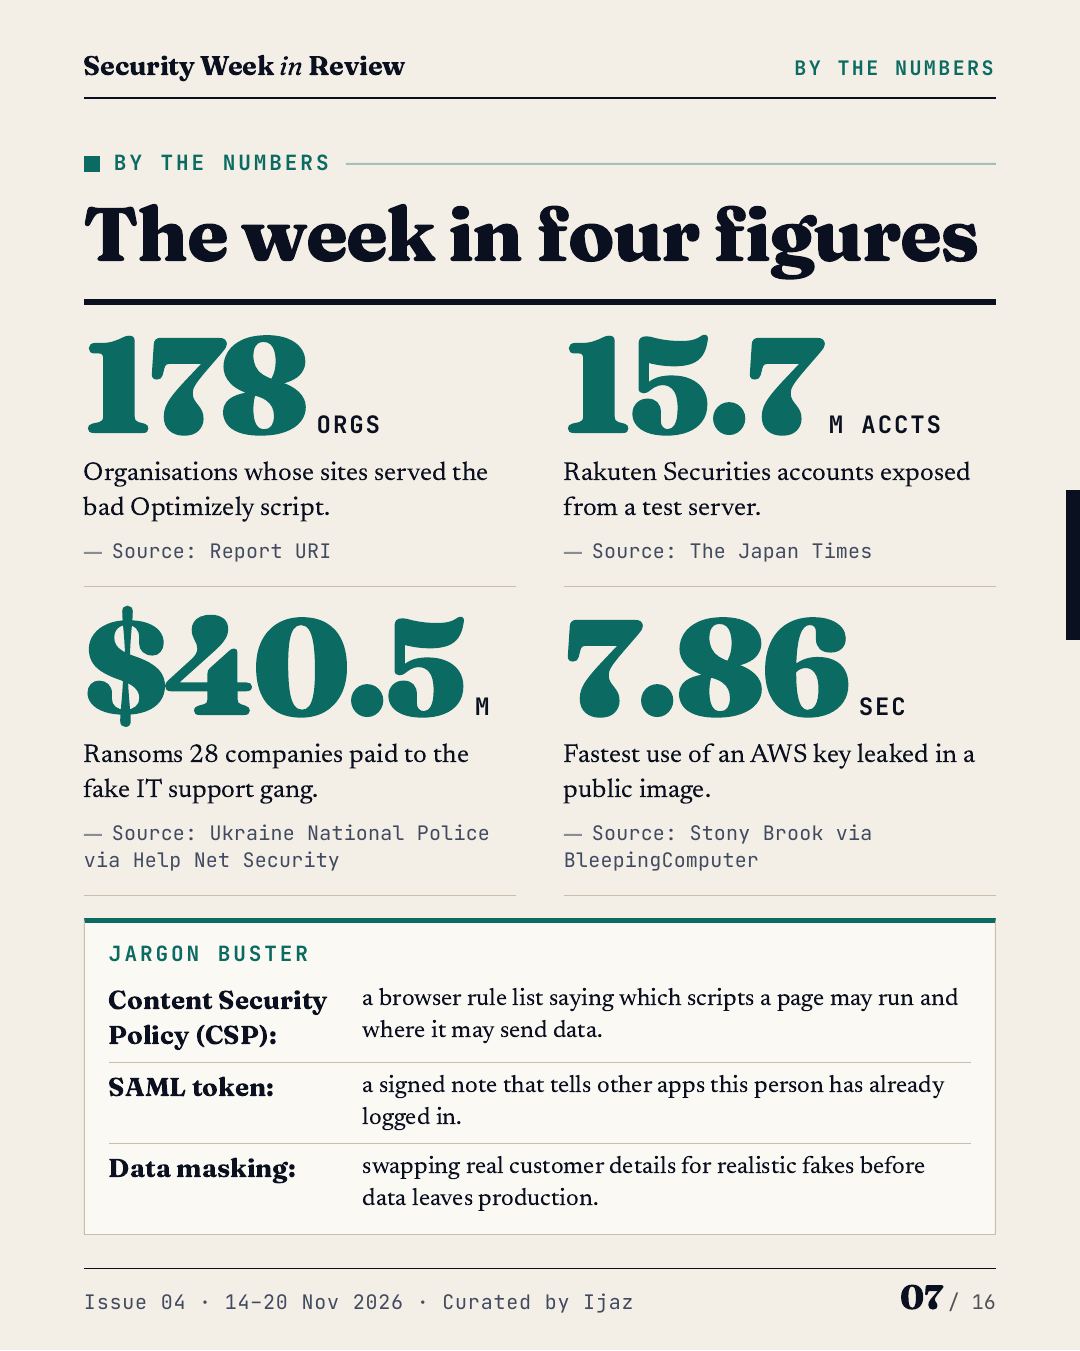 Security Week in Review
BY THE NUMBERS
BY THE NUMBERS
The week in four figures
178 ORGS
Organisations whose sites served the
bad Optimizely script.
— Source: Report URI
15.7 M ACCTS
Rakuten Securities accounts exposed
from a test server.
— Source: The Japan Times
$40.5 M
Ransoms 28 companies paid to the
fake IT support gang.
— Source: Ukraine National Police
via Help Net Security
7.86 SEC
Fastest use of an AWS key leaked in a
public image.
— Source: Stony Brook via
BleepingComputer
JARGON BUSTER
Content Security
Policy (CSP):
a browser rule list saying which scripts a page may run and
where it may send data.
SAML token:
a signed note that tells other apps this person has already
logged in.
Data masking:
swapping real customer details for realistic fakes before
data leaves production.
Issue 04 · 14–20 Nov 2026 · Curated by Ijaz
07 / 16